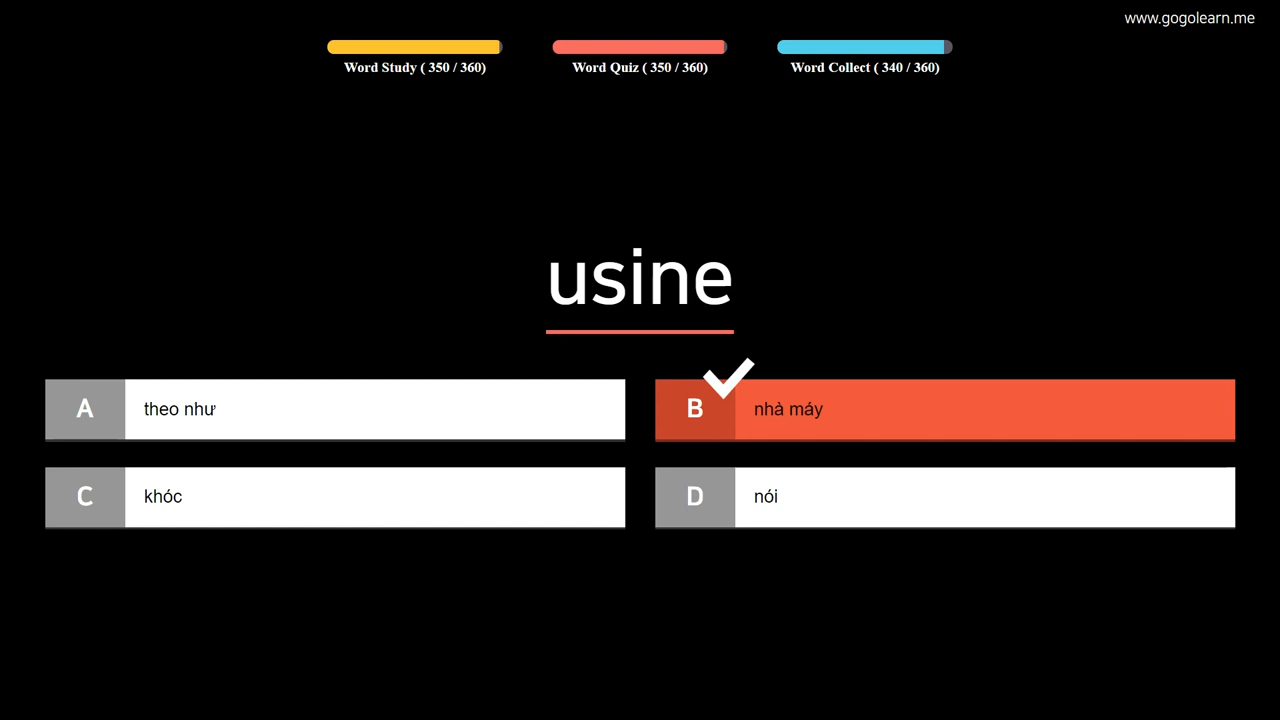 www.gogolearn.me
Word Study ( 350 / 360)
Word Quiz ( 350 / 360)
Word Collect ( 340 / 360)
usine
A theo như
B nhà máy
C khóc
D nói